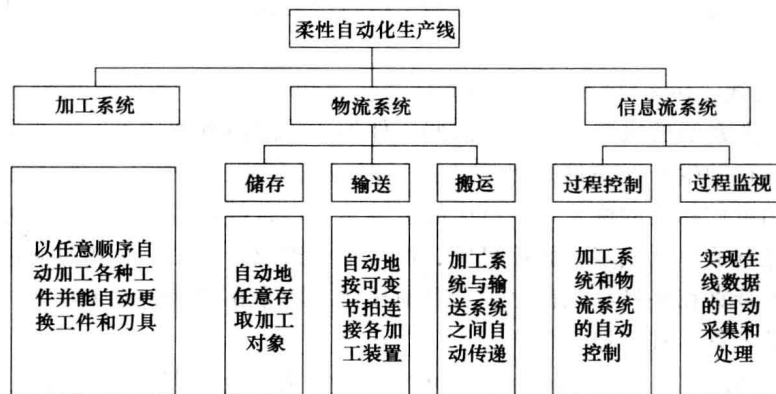 柔性自动化生产线
加工系统
物流系统
信息流系统
储存
输送
搬运
过程控制
过程监视
以任意顺序自
动加工各种工
件并能自动更
换工件和刀具
自动地
任意存
取加工
对象
自动地
按可变
节拍连
接各加
工装置
加工系
统与输
送系统
之间自
动传递
加工系
统和物
流系统
的自动
控制
实现在
线数据
的自动
采集和
处理